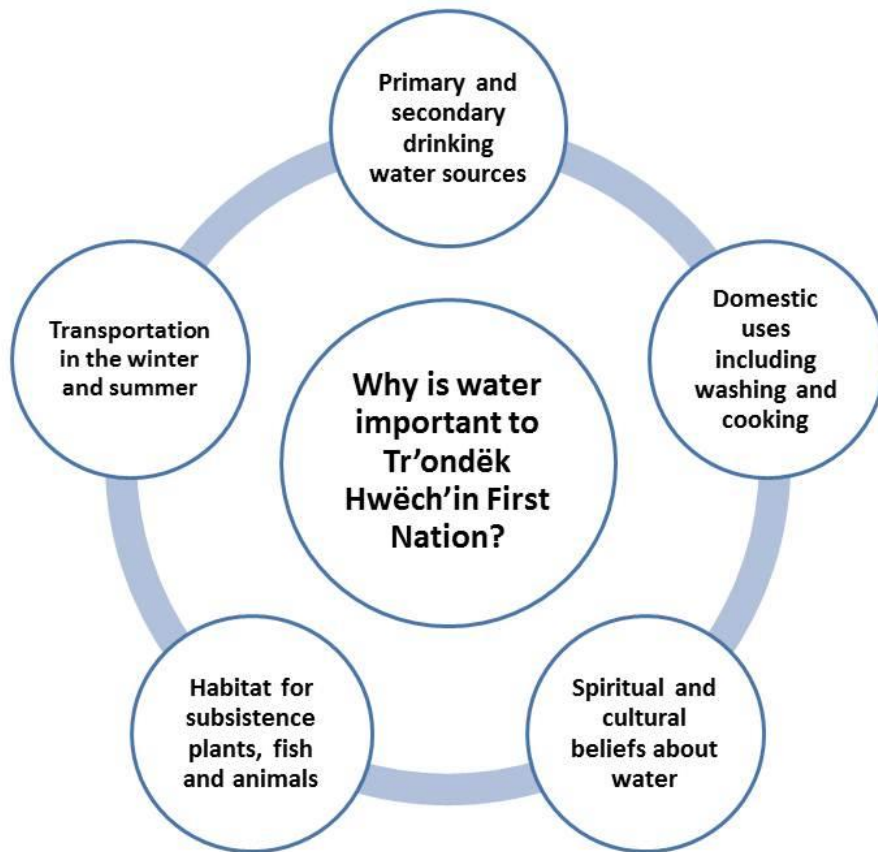 Primary and
secondary
drinking
water sources
Domestic
uses
including
washing and
cooking
Spiritual and
cultural
beliefs about
water
Habitat for
subsistence
plants, fish
and animals
Transportation
in the winter
and summer
Why is water
important to
Tr’ondëk
Hwëch’in First
Nation?